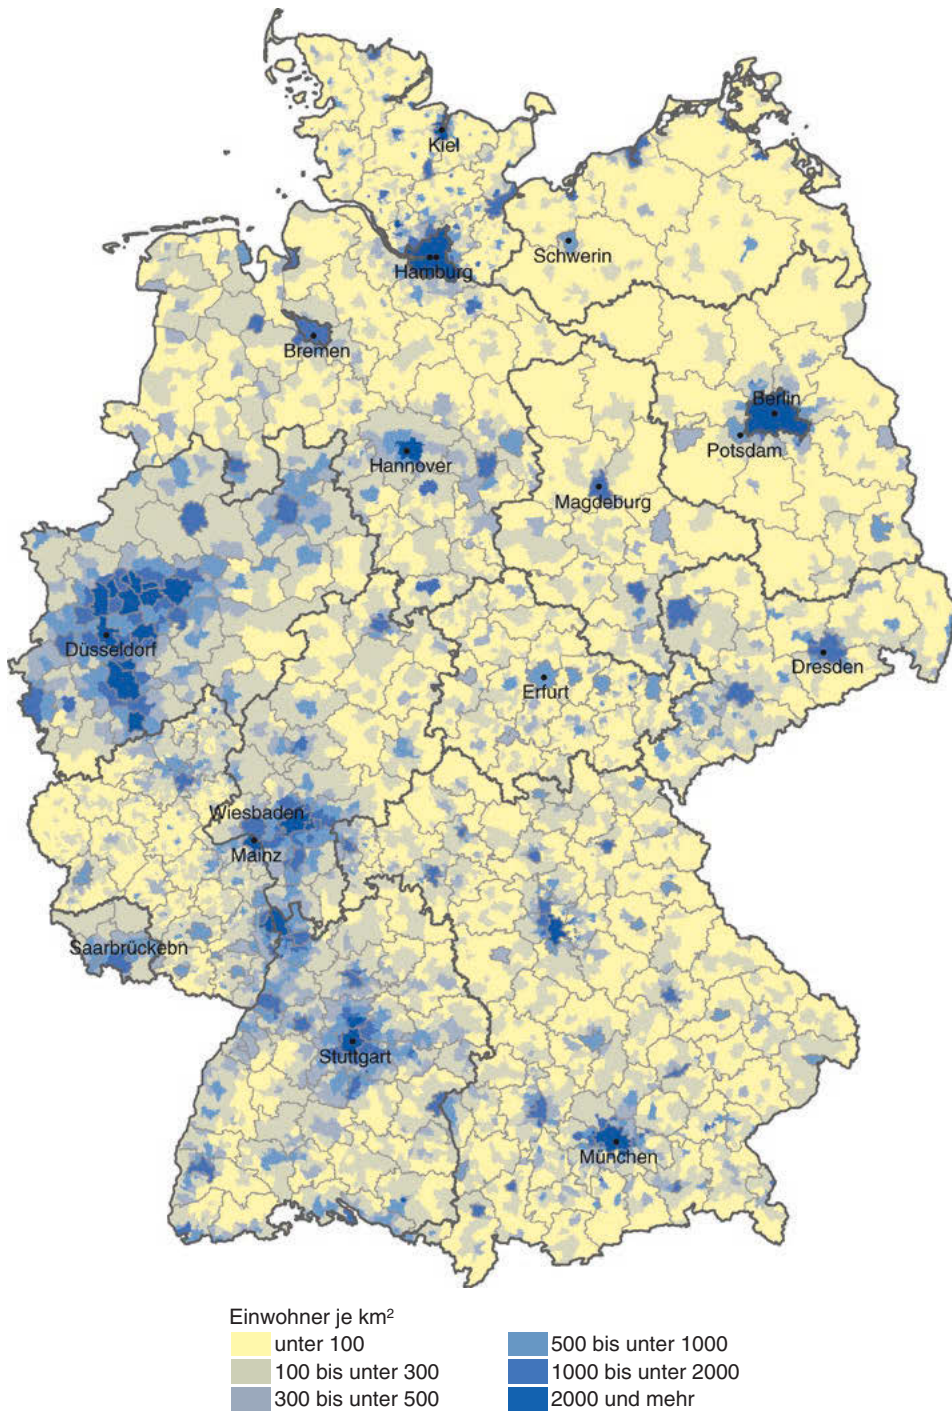 Kiel
Schwerin
Hamburg
Bremen
Berlin
Potsdam
Hannover
Magdeburg
Düsseldorf
Dresden
Erfurt
Wiesbaden
Mainz
Saarbrückebn
Stuttgart
München
Einwohner je km²
unter 100
100 bis unter 300
300 bis unter 500
500 bis unter 1000
1000 bis unter 2000
2000 und mehr